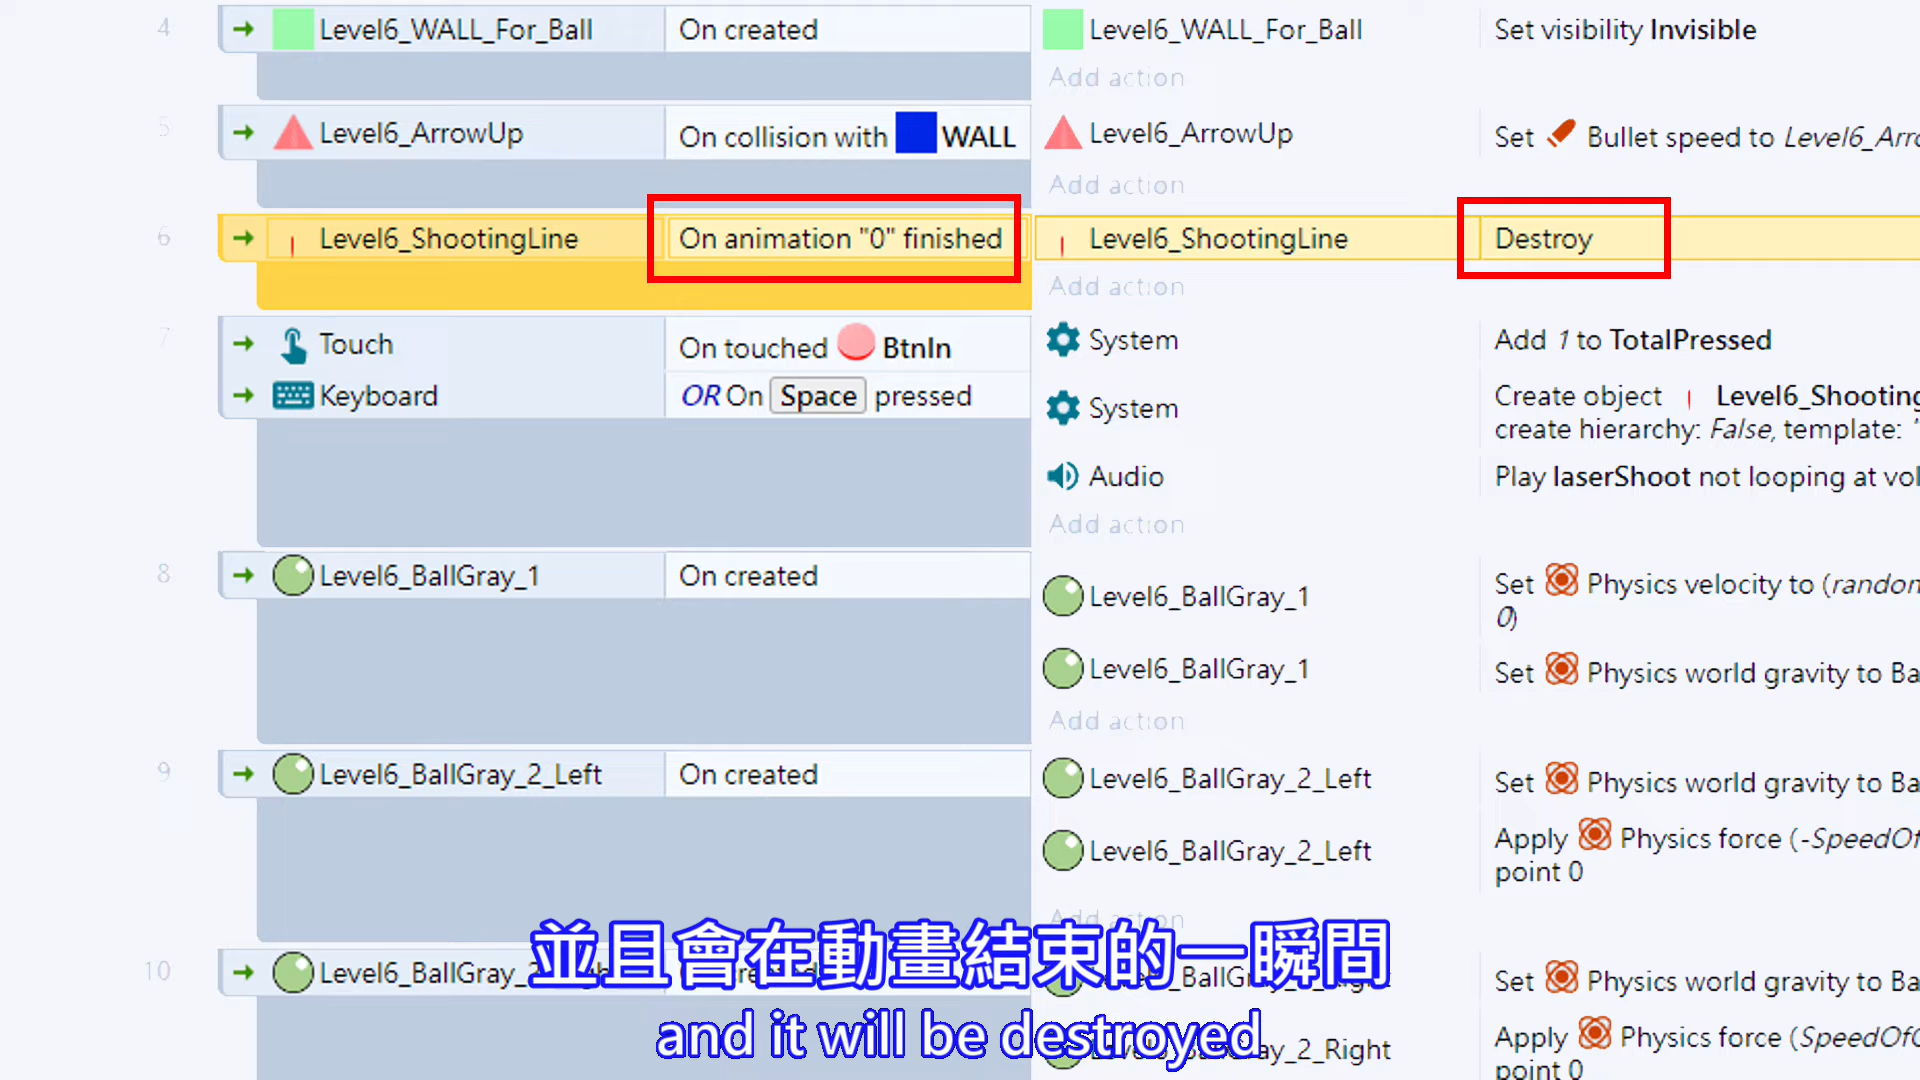 4 Level6_WALL_For_Ball On created Level6_WALL_For_Ball Set visibility Invisible
Add action
5 Level6_ArrowUp On collision with WALL Level6_ArrowUp Set Bullet speed to Level6_Arro
Add action
6 Level6_ShootingLine On animation "0" finished Level6_ShootingLine Destroy
Add action
7 Touch On touched BtnIn System Add 1 to TotalPressed
Keyboard OR On Space pressed System Create object Level6_Shooting
create hierarchy: False, template: "
Audio Play laserShoot not looping at vol
Add action
8 Level6_BallGray_1 On created Level6_BallGray_1 Set Physics velocity to (random
0)
Level6_BallGray_1 Set Physics world gravity to Ba
Add action
9 Level6_BallGray_2_Left On created Level6_BallGray_2_Left Set Physics world gravity to Ba
Level6_BallGray_2_Left Apply Physics force (-SpeedOf
point 0
Add action
並且會在動畫結束的一瞬間
10 Level6_BallGray_ Set Physics world gravity to Ba
and it will be destroyed
y_2_Right Apply Physics force (SpeedOf
point 0